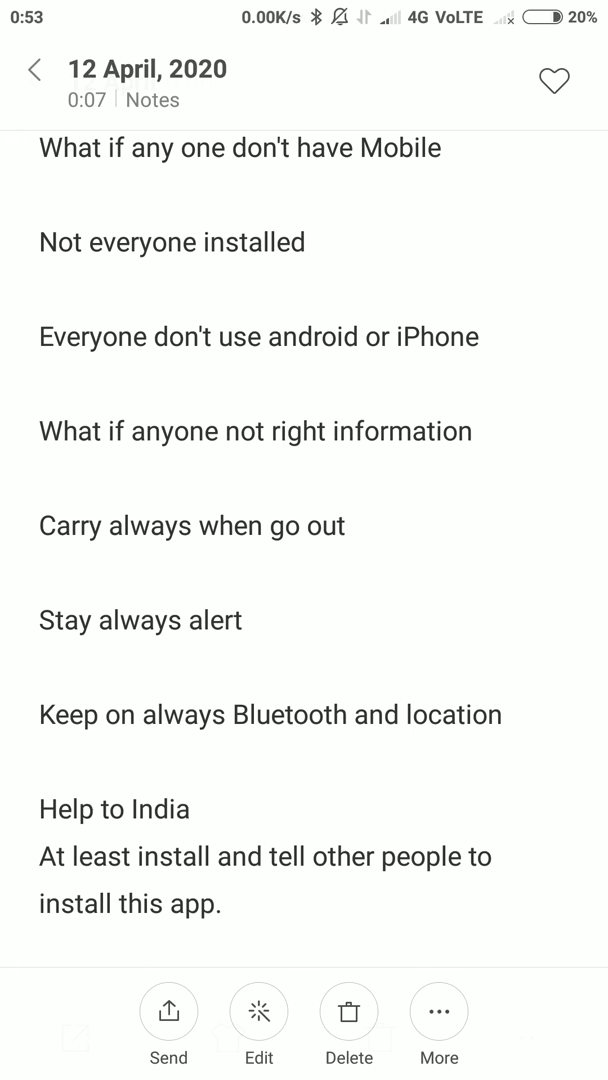 0:53
0.00K/s 4G VoLTE 20%
12 April, 2020
0:07 | Notes
What if any one don't have Mobile
Not everyone installed
Everyone don't use android or iPhone
What if anyone not right information
Carry always when go out
Stay always alert
Keep on always Bluetooth and location
Help to India
At least install and tell other people to
install this app.
Send Edit Delete More